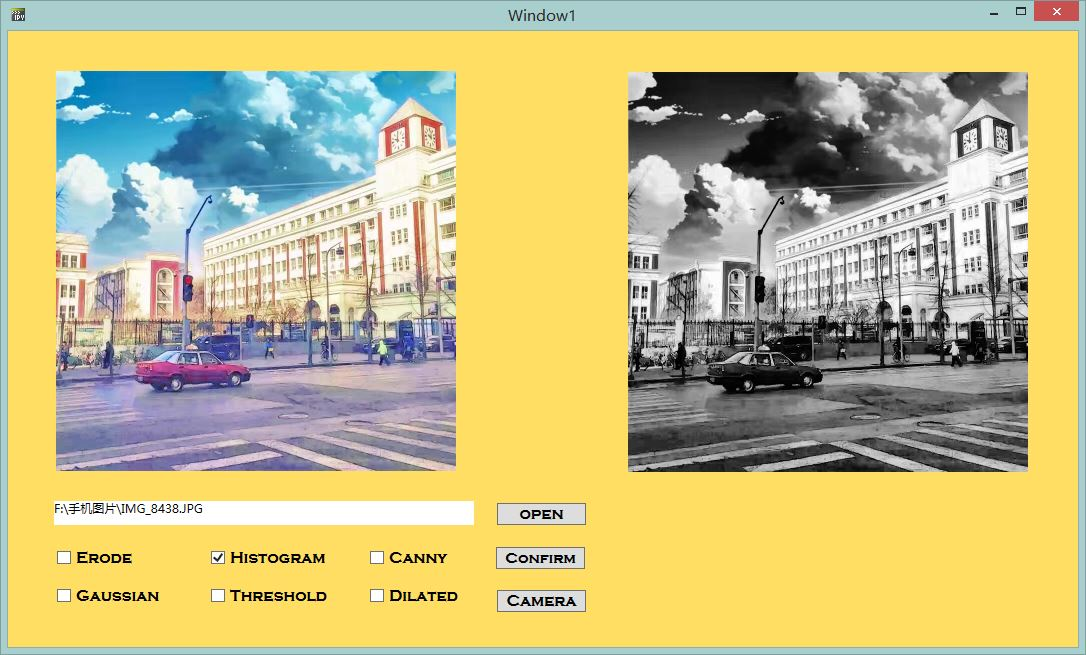 Window1
F:\手机图片\IMG_8438.JPG
OPEN
Erode
Histogram
Canny
Confirm
Gaussian
Threshold
Dilated
Camera